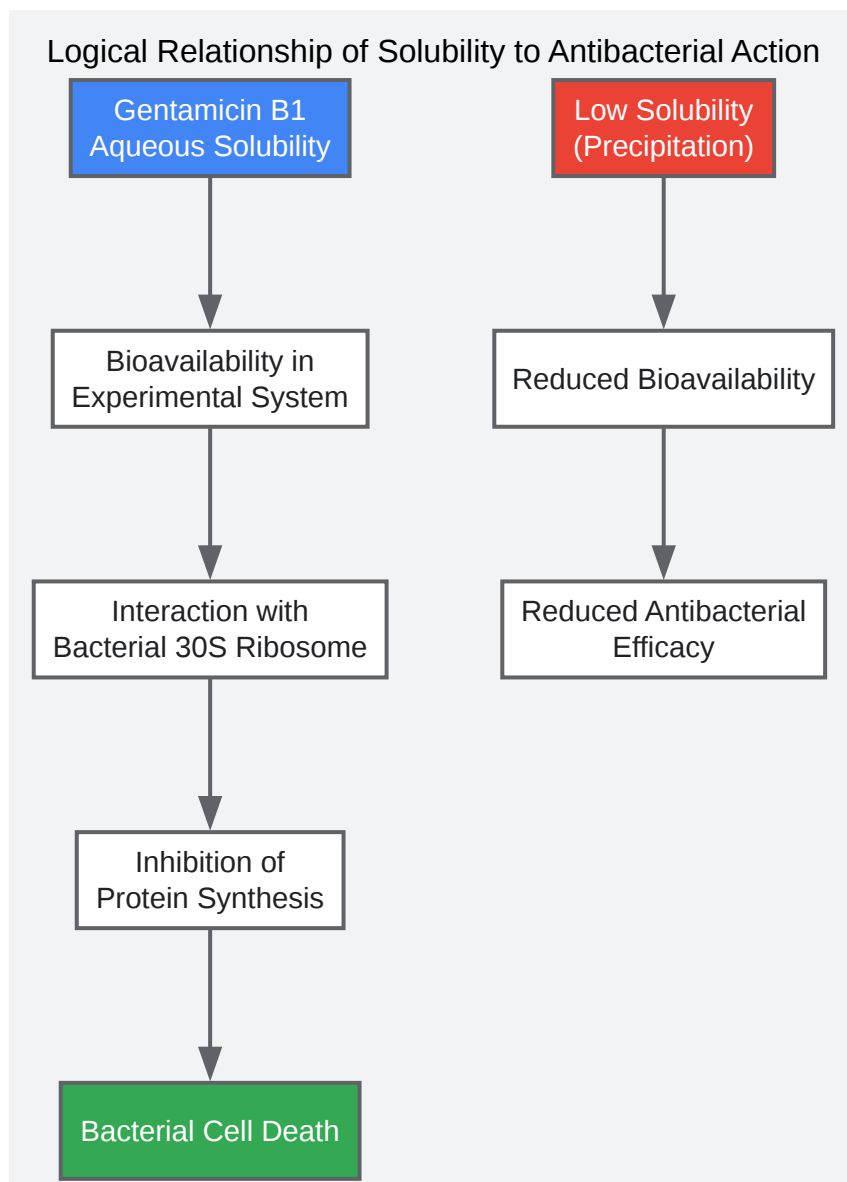 Logical Relationship of Solubility to Antibacterial Action
Gentamicin B1
Aqueous Solubility
Low Solubility
(Precipitation)
Bioavailability in
Experimental System
Reduced Bioavailability
Interaction with
Bacterial 30S Ribosome
Reduced Antibacterial
Efficacy
Inhibition of
Protein Synthesis
Bacterial Cell Death